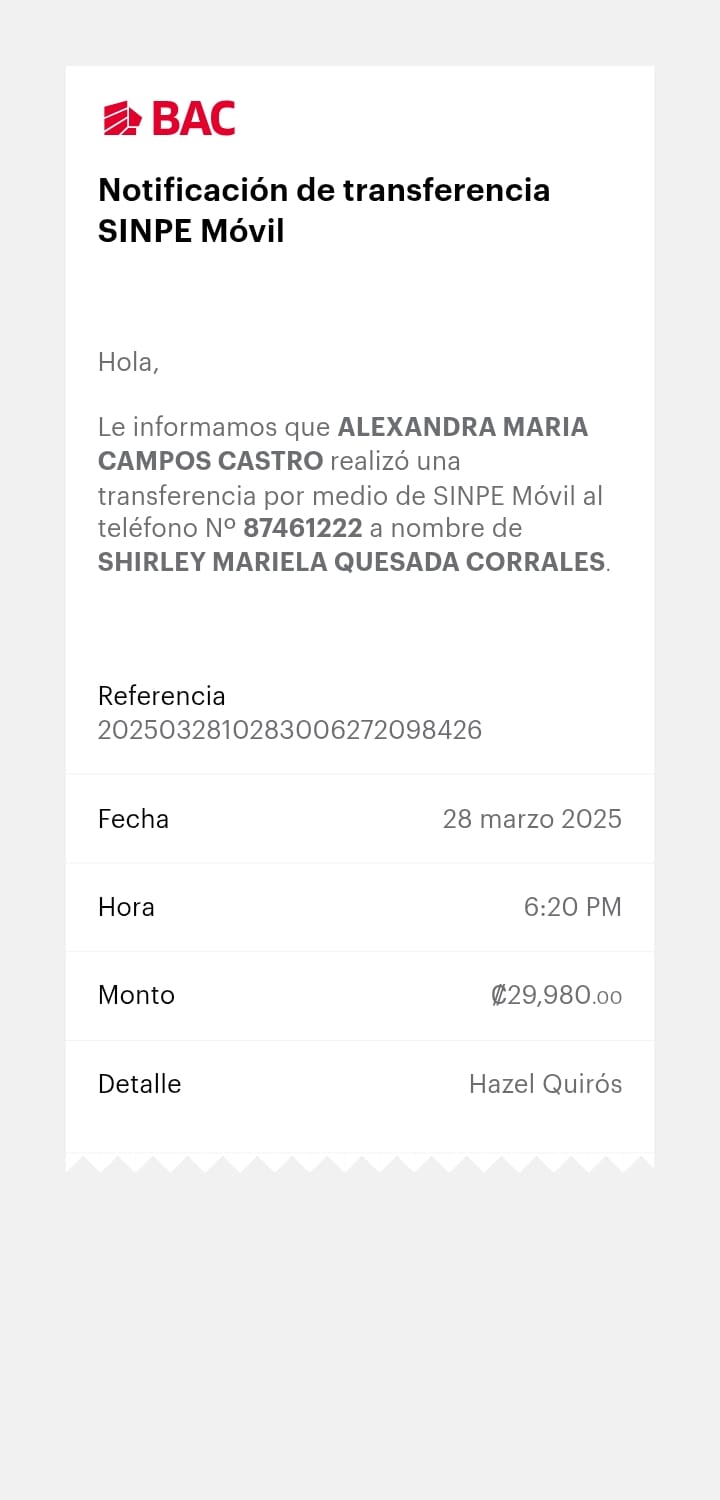 BAC
Notificación de transferencia
SINPE Móvil
Hola,
Le informamos que ALEXANDRA MARIA
CAMPOS CASTRO realizó una
transferencia por medio de SINPE Móvil al
teléfono Nº 87461222 a nombre de
SHIRLEY MARIELA QUESADA CORRALES.
Referencia
2025032810283006272098426
Fecha 28 marzo 2025
Hora 6:20 PM
Monto ₡29,980.00
Detalle Hazel Quirós